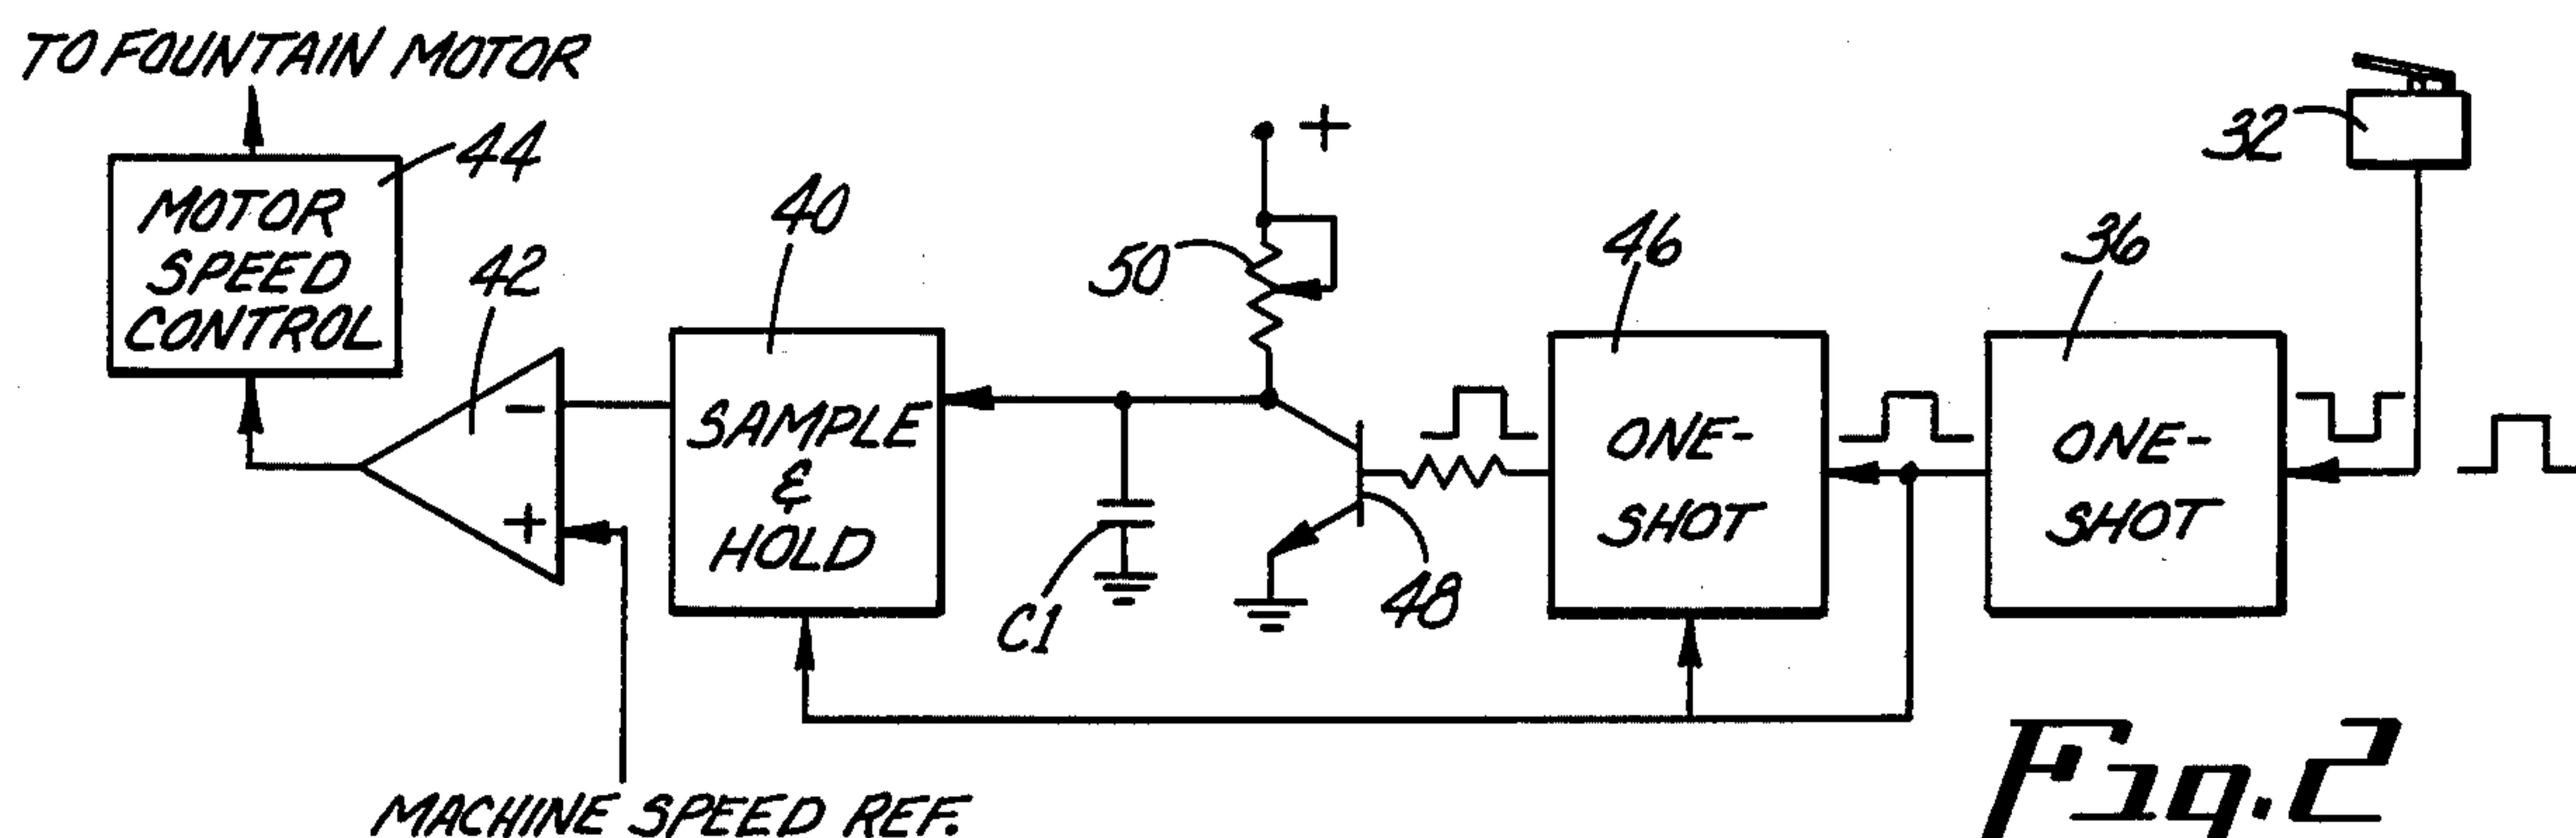 TO FOUNTAIN MOTOR
44
MOTOR
SPEED
CONTROL
42
-
+
MACHINE SPEED REF.
40
SAMPLE
&
HOLD
C1
+
50
48
46
ONE-
SHOT
36
ONE-
SHOT
32
Fig.2